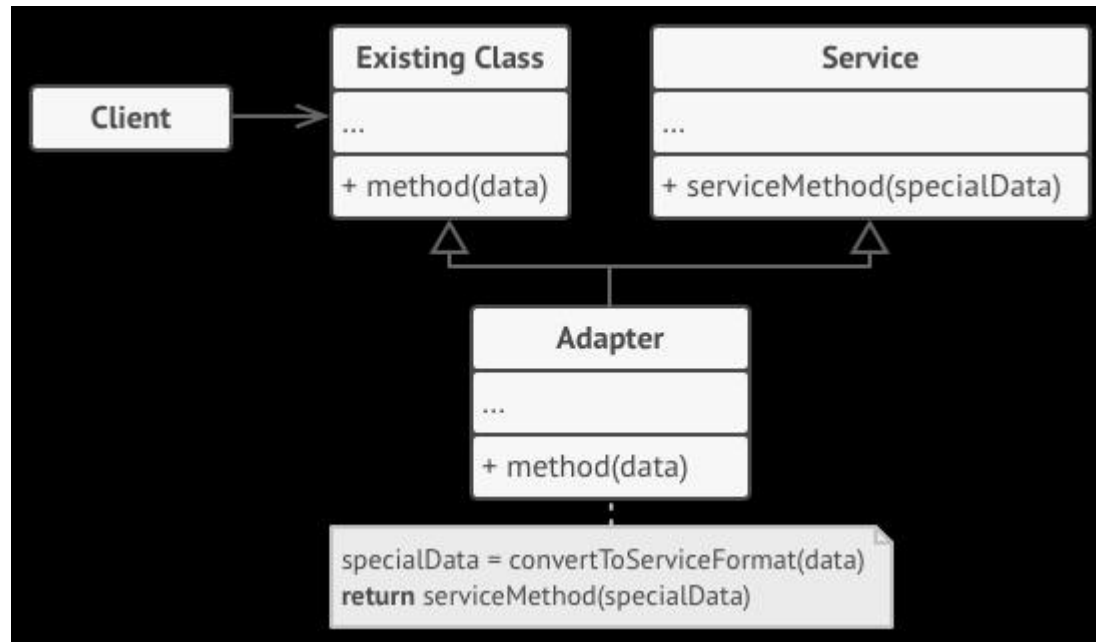 Client
Existing Class
...
+ method(data)
Service
...
+ serviceMethod(specialData)
Adapter
...
+ method(data)
specialData = convertToServiceFormat(data)
return serviceMethod(specialData)